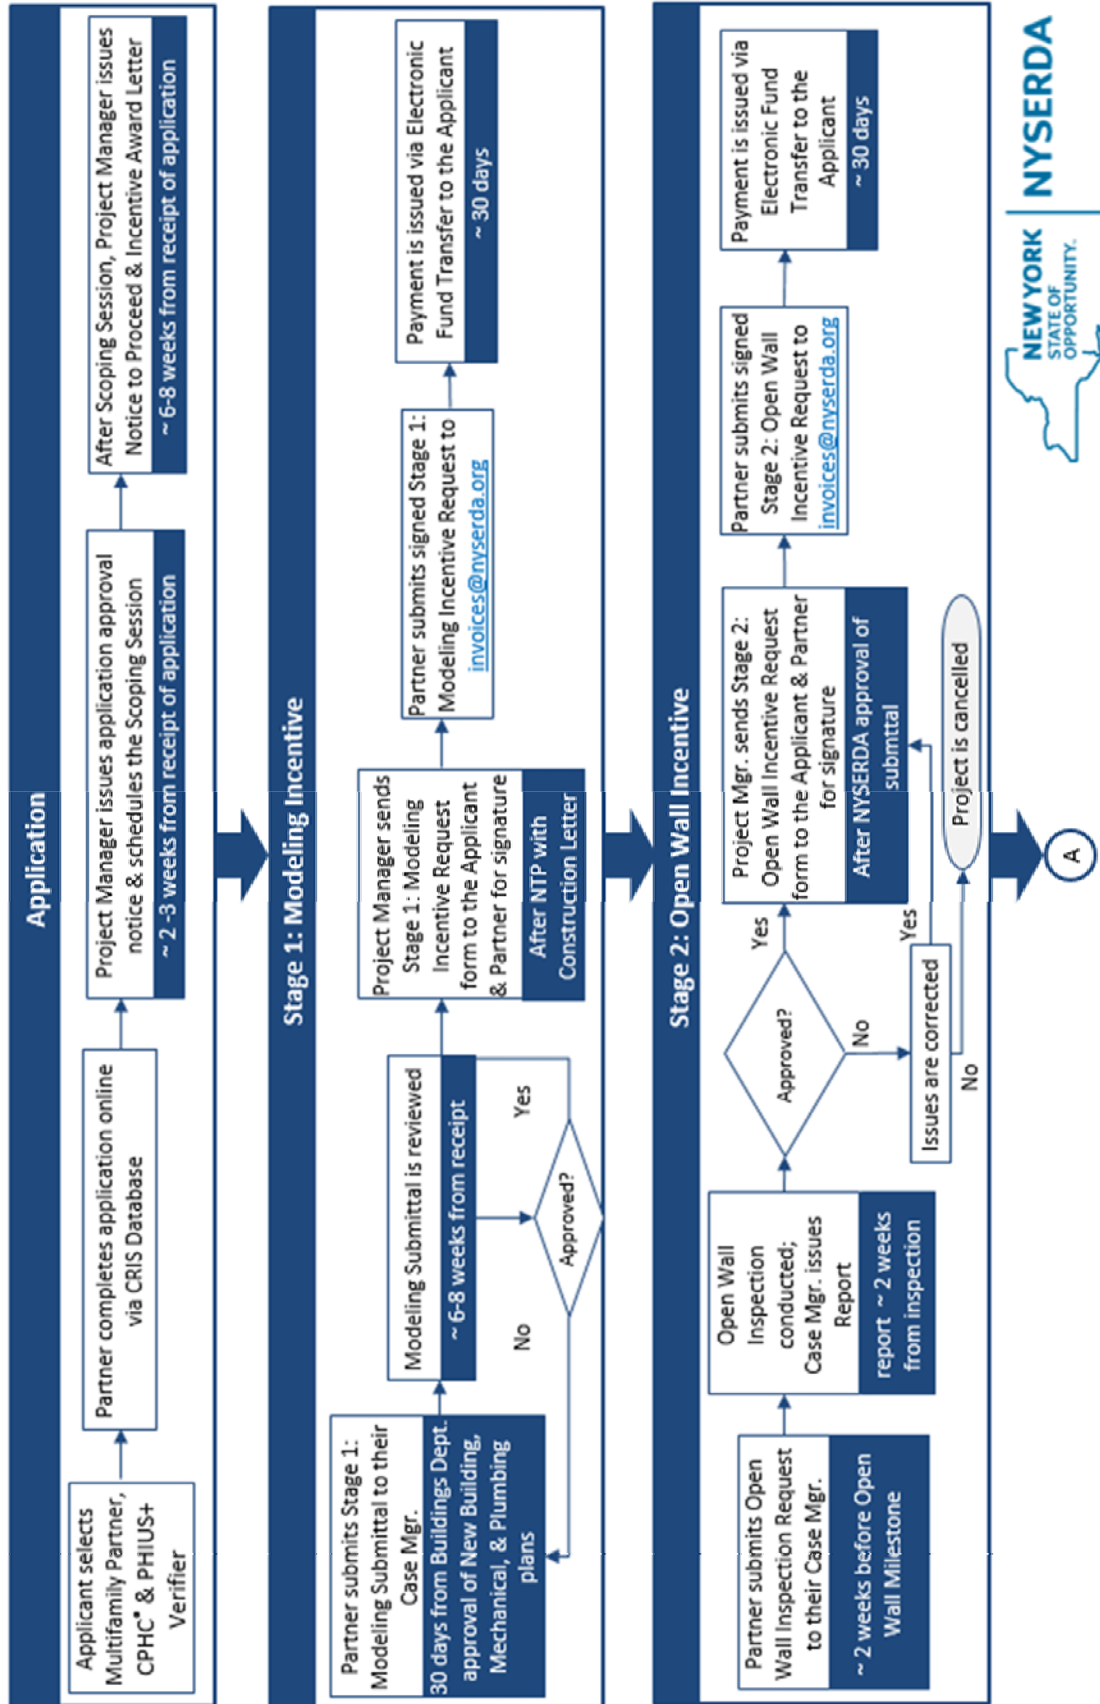 Application
Applicant selects
Multifamily Partner,
CPHC® & PHIUS+
Verifier
Partner completes application online
via CRIS Database
Project Manager issues application approval
notice & schedules the Scoping Session
~ 2 -3 weeks from receipt of application
After Scoping Session, Project Manager issues
Notice to Proceed & Incentive Award Letter
~ 6-8 weeks from receipt of application
Stage 1: Modeling Incentive
Partner submits Stage 1:
Modeling Submittal to their
Case Mgr.
30 days from Buildings Dept.
approval of New Building,
Mechanical, & Plumbing
plans
Modeling Submittal is reviewed
~ 6-8 weeks from receipt
Approved?
No
Yes
Project Manager sends
Stage 1: Modeling
Incentive Request
form to the Applicant
& Partner for signature
After NTP with
Construction Letter
Partner submits signed Stage 1:
Modeling Incentive Request to
invoices@nyserda.org
Payment is issued via Electronic
Fund Transfer to the Applicant
~ 30 days
Stage 2: Open Wall Incentive
Partner submits Open
Wall Inspection Request
to their Case Mgr.
~ 2 weeks before Open
Wall Milestone
Open Wall
Inspection
conducted;
Case Mgr. issues
Report
report ~ 2 weeks
from inspection
Approved?
Yes
No
Issues are corrected
Yes
No
Project is cancelled
Project Mgr. sends Stage 2:
Open Wall Incentive Request
form to the Applicant & Partner
for signature
After NYSERDA approval of
submttal
Partner submits signed
Stage 2: Open Wall
Incentive Request to
invoices@nyserda.org
Payment is issued via
Electronic Fund
Transfer to the
Applicant
~ 30 days
A
NEW YORK
STATE OF
OPPORTUNITY.
NYSERDA